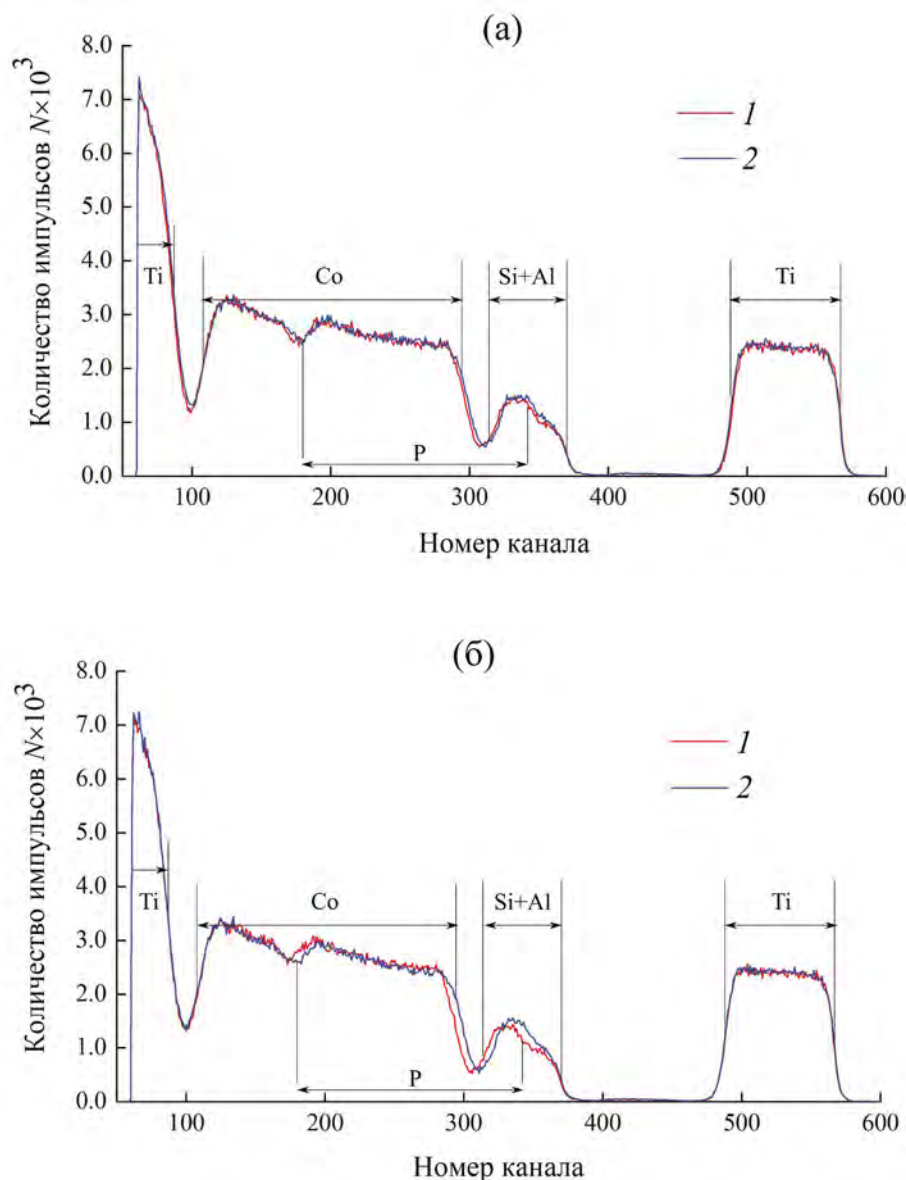 (а)
Количество импульсов N×10³
8.0
7.0
6.0
5.0
4.0
3.0
2.0
1.0
0.0
1
2
Ti
Co
Si+Al
Ti
P
100
200
300
400
500
600
Номер канала
(б)
Количество импульсов N×10³
8.0
7.0
6.0
5.0
4.0
3.0
2.0
1.0
0.0
1
2
Ti
Co
Si+Al
Ti
P
100
200
300
400
500
600
Номер канала